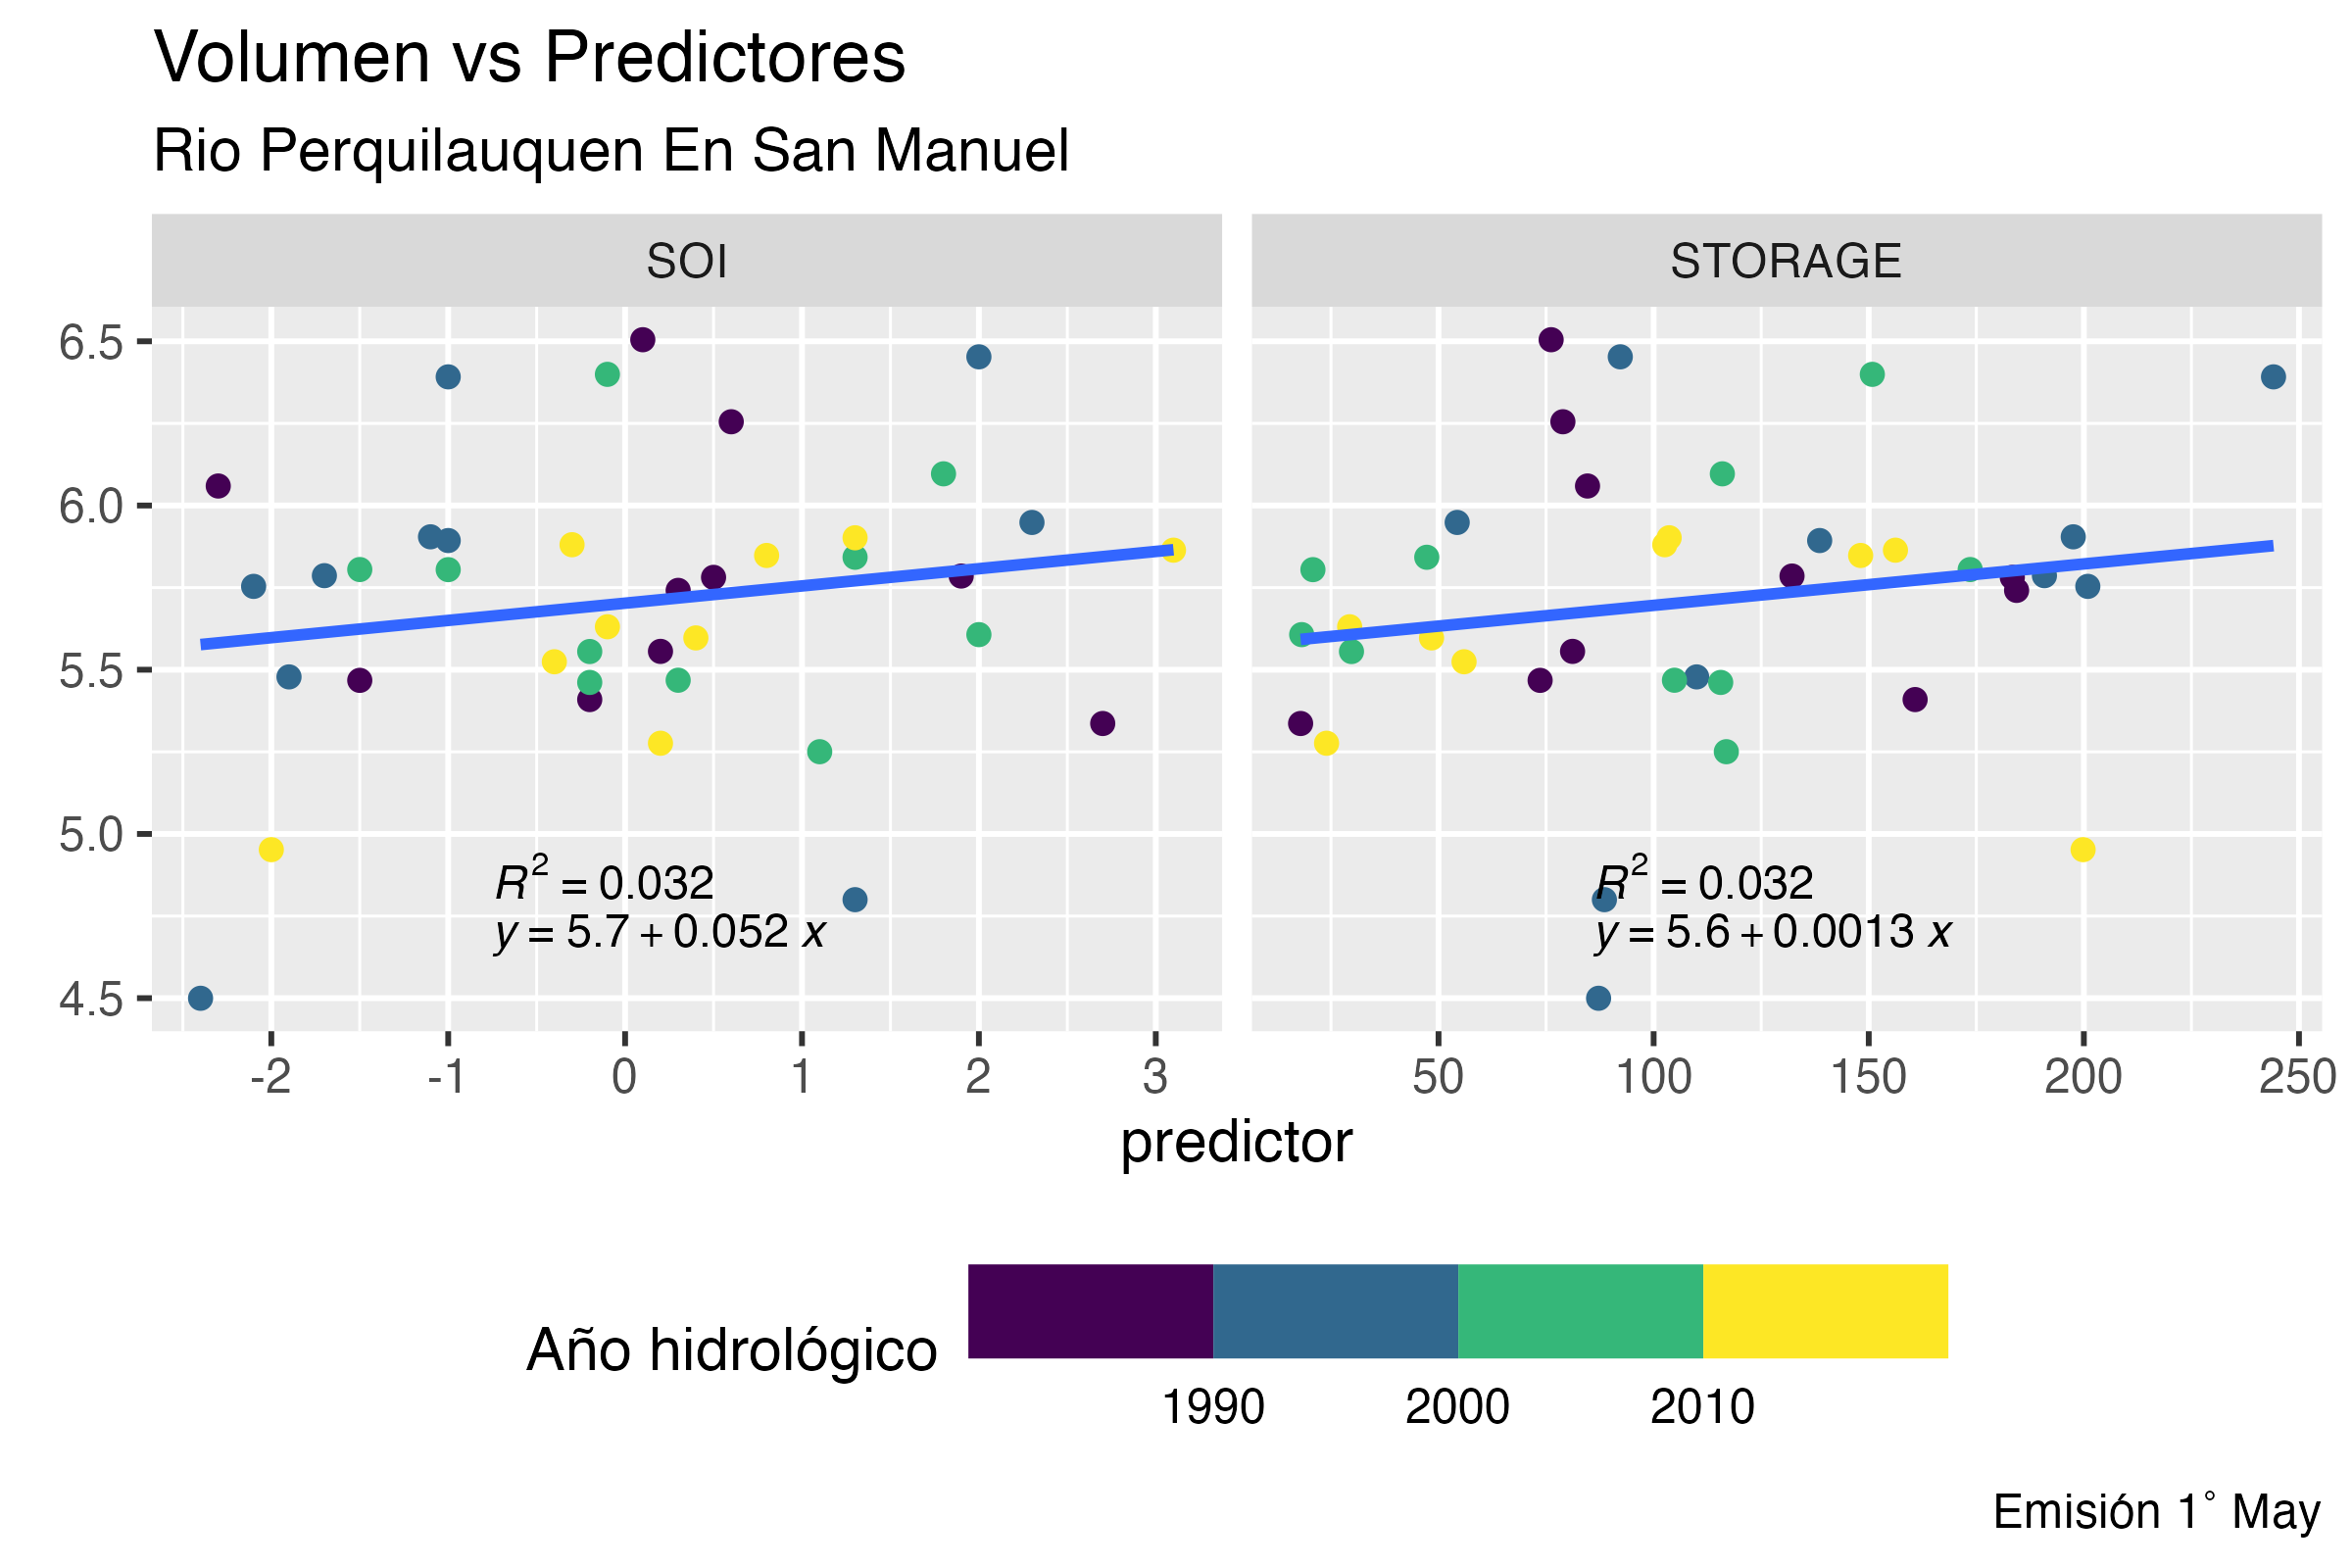 Volumen vs Predictores
Rio Perquilauquen En San Manuel
SOI
STORAGE
6.5
6.0
5.5
5.0
4.5
R² = 0.032
y = 5.7 + 0.052 x
R² = 0.032
y = 5.6 + 0.0013 x
-2 -1 0 1 2 3
50 100 150 200 250
predictor
Año hidrológico
1990 2000 2010
Emisión 1° May